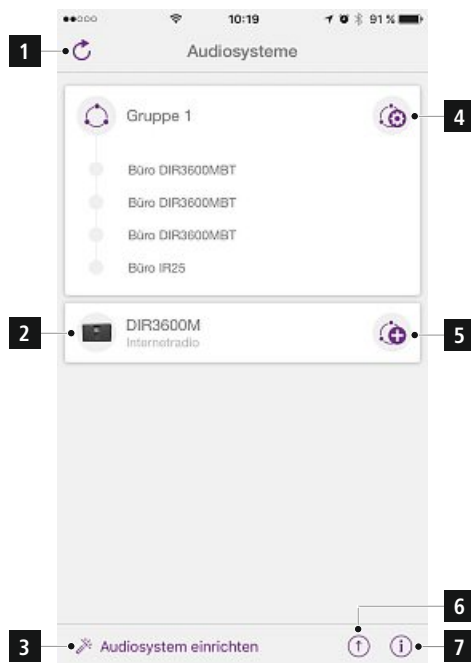 10:19
91 %
1
Audiosysteme
Gruppe 1
4
Büro DIR3600MBT
Büro DIR3600MBT
Büro DIR3600MBT
Büro IR25
2
DIR3600M
Internetradio
5
6
3
Audiosystem einrichten
7